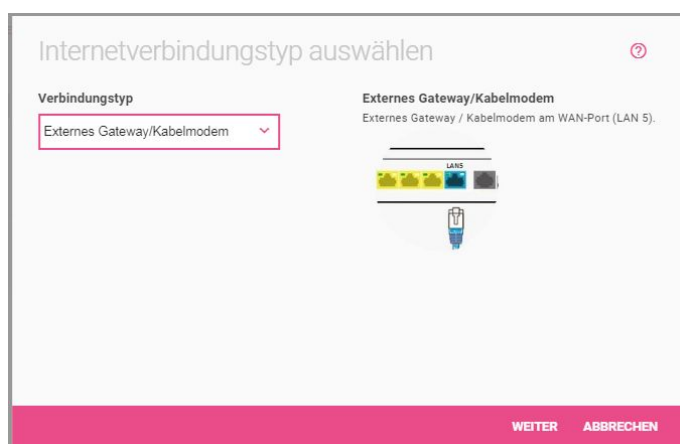 Internetverbindungstyp auswählen
Verbindungstyp
Externes Gateway/Kabelmodem
Externes Gateway/Kabelmodem
Externes Gateway / Kabelmodem am WAN-Port (LAN 5).
LAN5
WEITER ABBRECHEN